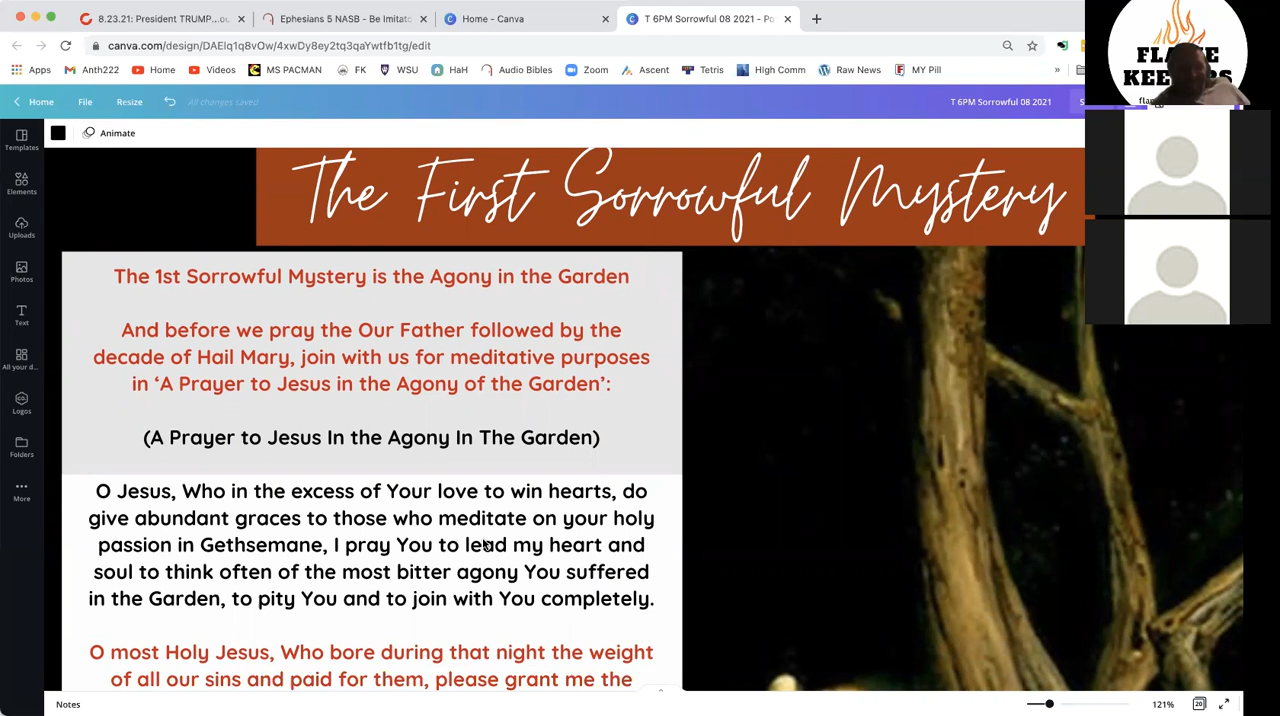 8.23.21: President TRUMP...ou
Ephesians 5 NASB - Be Imitato
Home - Canva
T 6PM Sorrowful 08 2021 - Po
canva.com/design/DAElq1q8vOw/4xwDy8ey2tq3qaYwtfb1tg/edit
Apps Anth222 Home Videos MS PACMAN FK WSU HaH Audio Bibles Zoom Ascent Tetris High Comm Raw News MY Pill »
Home File Resize All changes saved T 6PM Sorrowful 08 2021
Animate
Templates
Elements
Uploads
Photos
Text
All your d...
Logos
Folders
More
The First Sorrowful Mystery
The 1st Sorrowful Mystery is the Agony in the Garden
And before we pray the Our Father followed by the
decade of Hail Mary, join with us for meditative purposes
in ‘A Prayer to Jesus in the Agony of the Garden’:
(A Prayer to Jesus In the Agony In The Garden)
O Jesus, Who in the excess of Your love to win hearts, do
give abundant graces to those who meditate on your holy
passion in Gethsemane, I pray You to lead my heart and
soul to think often of the most bitter agony You suffered
in the Garden, to pity You and to join with You completely.
O most Holy Jesus, Who bore during that night the weight
of all our sins and paid for them, please grant me the
Notes
121%
20